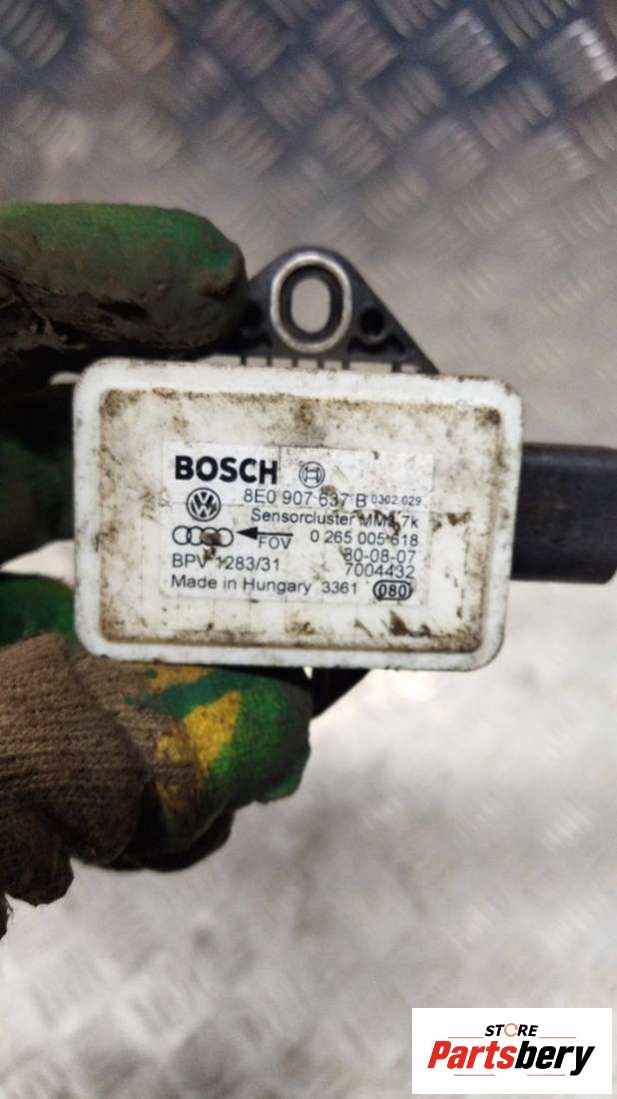 BOSCH
8E0 907 637 B 0302 029
Sensorcluster MM3.7k
FOV 0 265 005 618
BPV 1283/31 80-08-07
7004432
Made in Hungary 3361 080
STORE
Partsbery